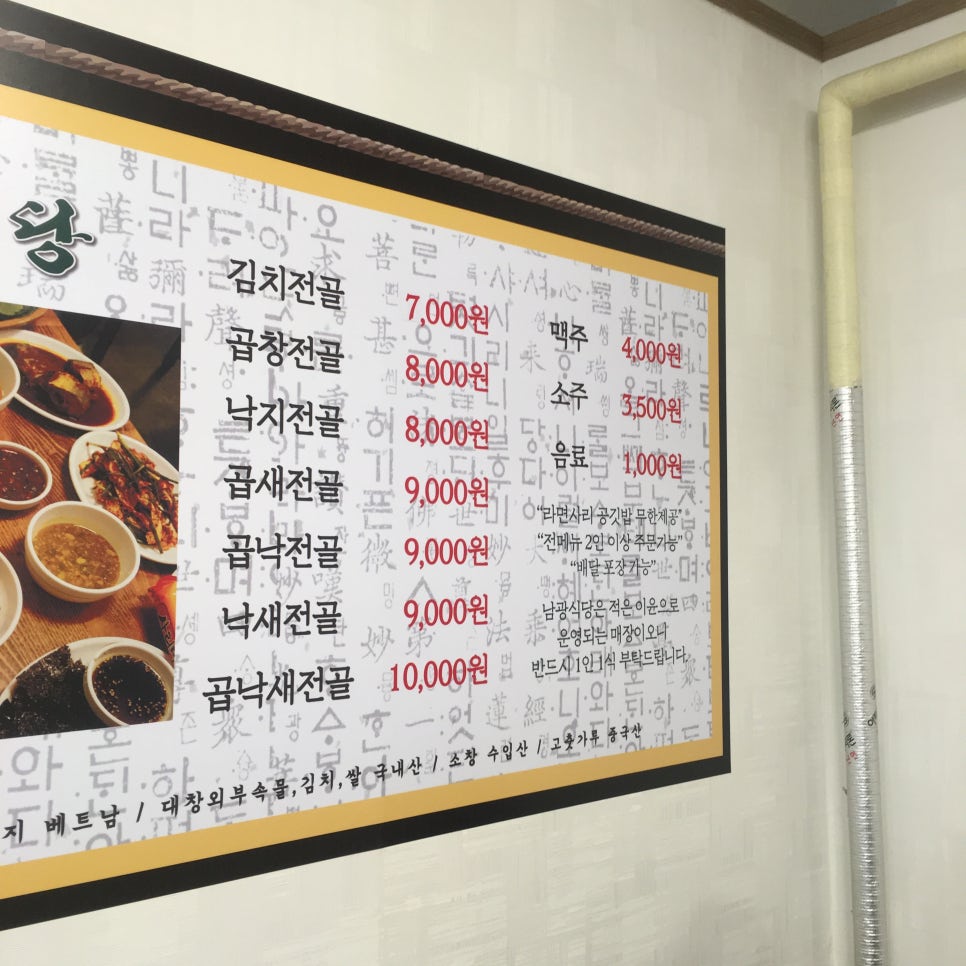 당
김치전골 7,000원
곱창전골 8,000원
낙지전골 8,000원
곱새전골 9,000원
곱낙전골 9,000원
낙새전골 9,000원
곱낙새전골 10,000원
맥주 4,000원
소주 3,500원
음료 1,000원
“라면사리 공깃밥 무한제공”
“전메뉴 2인 이상 주문가능”
“배달 포장 가능”
남광식당은 적은 이윤으로
운영되는 매장이오니
반드시 1인 1식 부탁드립니다
지 베트남 / 대창외부속물,김치,쌀 국내산 / 소창 수입산 / 고춧가루 중국산